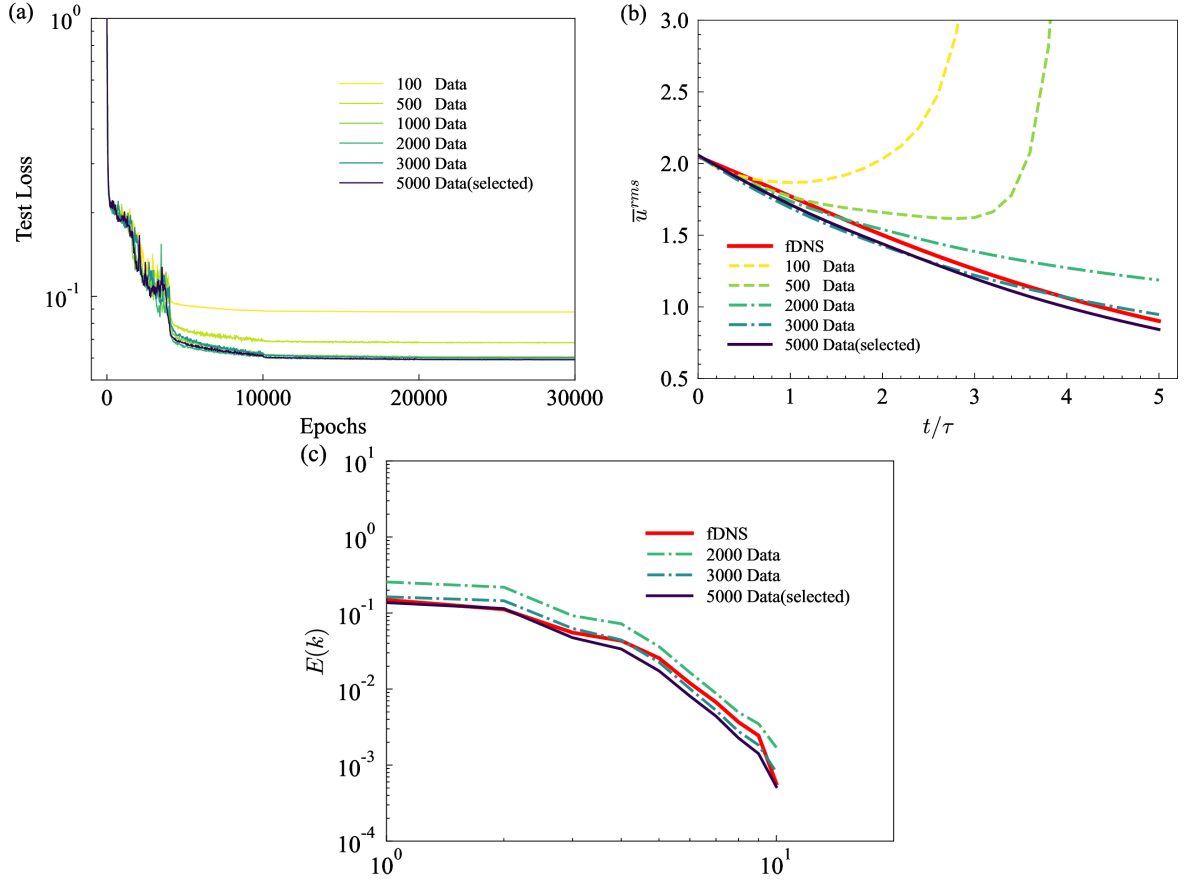 (a)
10^0
10^-1
Test Loss
100 Data
500 Data
1000 Data
2000 Data
3000 Data
5000 Data(selected)
0
10000
20000
30000
Epochs
(b)
3.0
2.5
2.0
1.5
1.0
0.5
u̅^rms
fDNS
100 Data
500 Data
2000 Data
3000 Data
5000 Data(selected)
0
1
2
3
4
5
t/τ
(c)
10^1
10^0
10^-1
10^-2
10^-3
10^-4
E(k)
fDNS
2000 Data
3000 Data
5000 Data(selected)
10^0
10^1